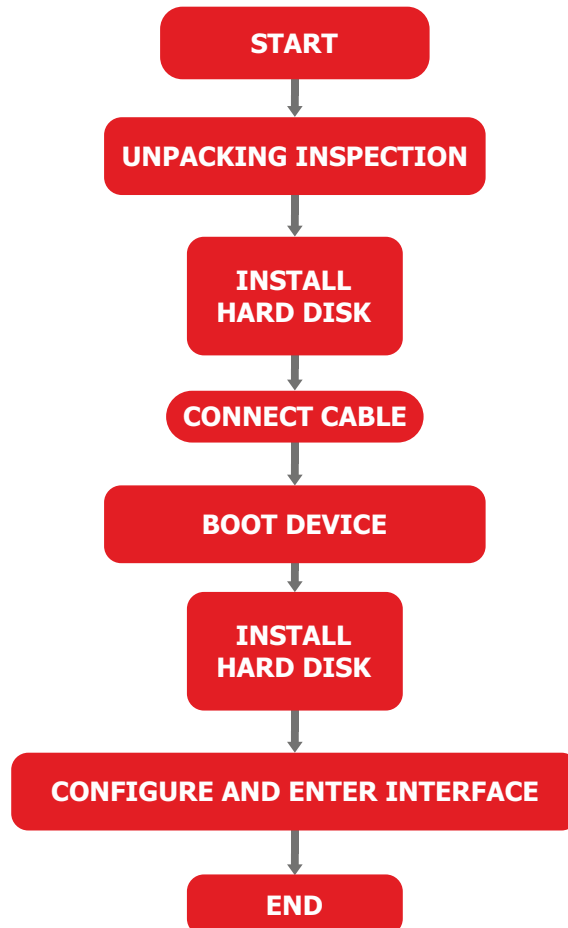 START
UNPACKING INSPECTION
INSTALL
HARD DISK
CONNECT CABLE
BOOT DEVICE
INSTALL
HARD DISK
CONFIGURE AND ENTER INTERFACE
END